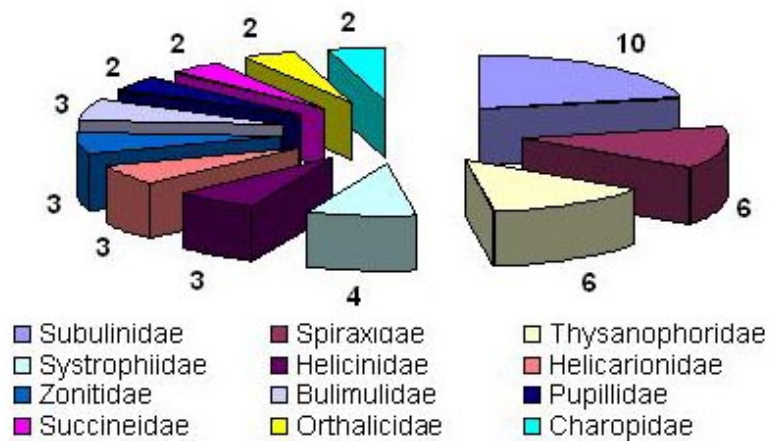 2 2 2 10
2
3
3 6
3
3 4 6
Subulinidae Spiraxidae Thysanophoridae
Systrophiidae Helicinidae Helicarionidae
Zonitidae Bulimulidae Pupillidae
Succineidae Orthalicidae Charopidae